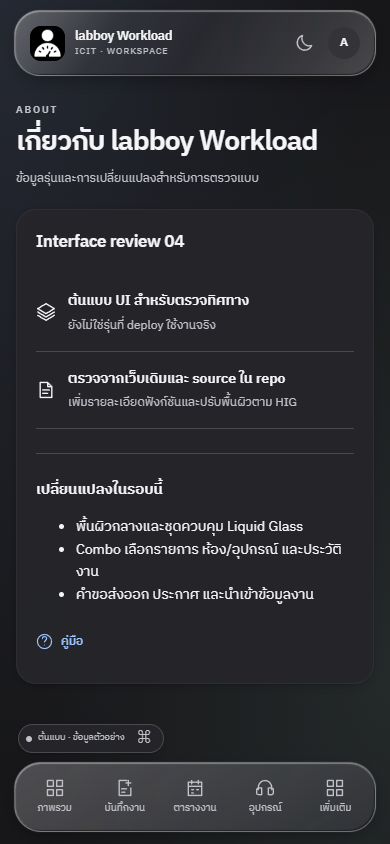 labboy Workload
ICIT · WORKSPACE
A
ABOUT
เกี่ยวกับ labboy Workload
ข้อมูลรุ่นและการเปลี่ยนแปลงสำหรับการตรวจแบบ
Interface review 04
ต้นแบบ UI สำหรับตรวจทิศทาง
ยังไม่ใช่รุ่นที่ deploy ใช้งานจริง
ตรวจจากเว็บเดิมและ source ใน repo
เพิ่มรายละเอียดฟังก์ชันและปรับพื้นผิวตาม HIG
เปลี่ยนแปลงในรอบนี้
• พื้นผิวกลางและชุดควบคุม Liquid Glass
• Combo เลือกรายการ ห้อง/อุปกรณ์ และประวัติ
งาน
• คำขอส่งออก ประกาศ และนำเข้าข้อมูลงาน
คู่มือ
ต้นแบบ · ข้อมูลตัวอย่าง ⌘
ภาพรวม บันทึกงาน ตารางงาน อุปกรณ์ เพิ่มเติม